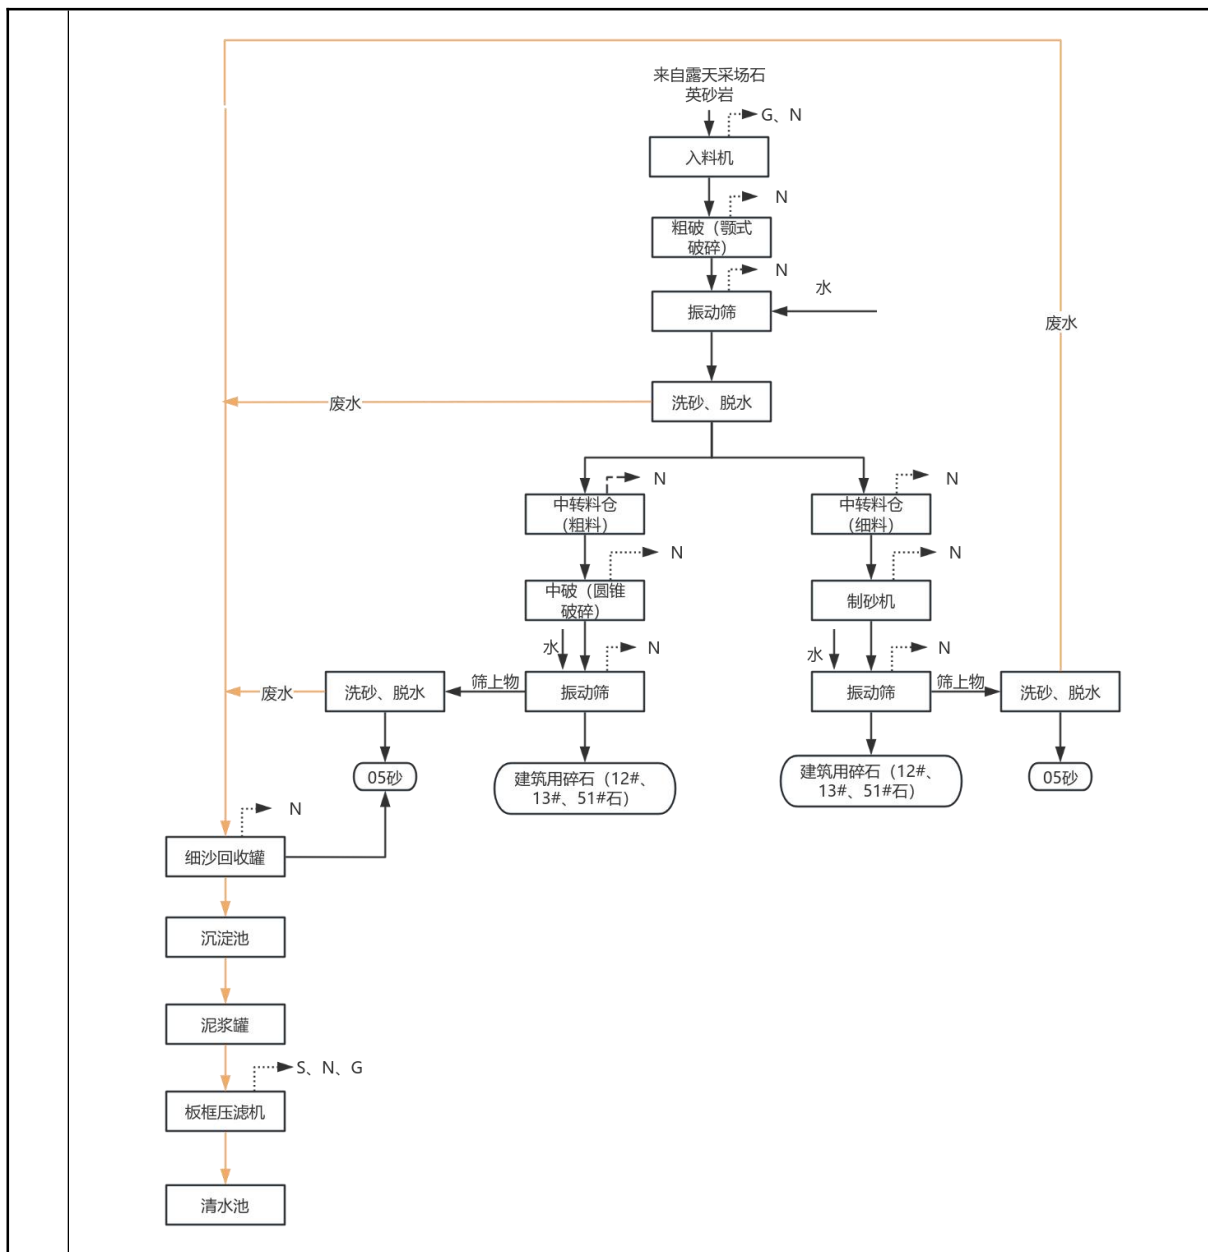 来自露天采场石
英砂岩
G、N
入料机
N
粗破（颚式
破碎）
N
水
振动筛
废水
洗砂、脱水
废水
N
N
中转料仓
（粗料）
中转料仓
（细料）
N
N
中破（圆锥
破碎）
制砂机
水
N
水
N
废水
洗砂、脱水
筛上物
振动筛
振动筛
筛上物
洗砂、脱水
05砂
建筑用碎石（12#、
13#、51#石）
建筑用碎石（12#、
13#、51#石）
05砂
N
细沙回收罐
沉淀池
泥浆罐
S、N、G
板框压滤机
清水池